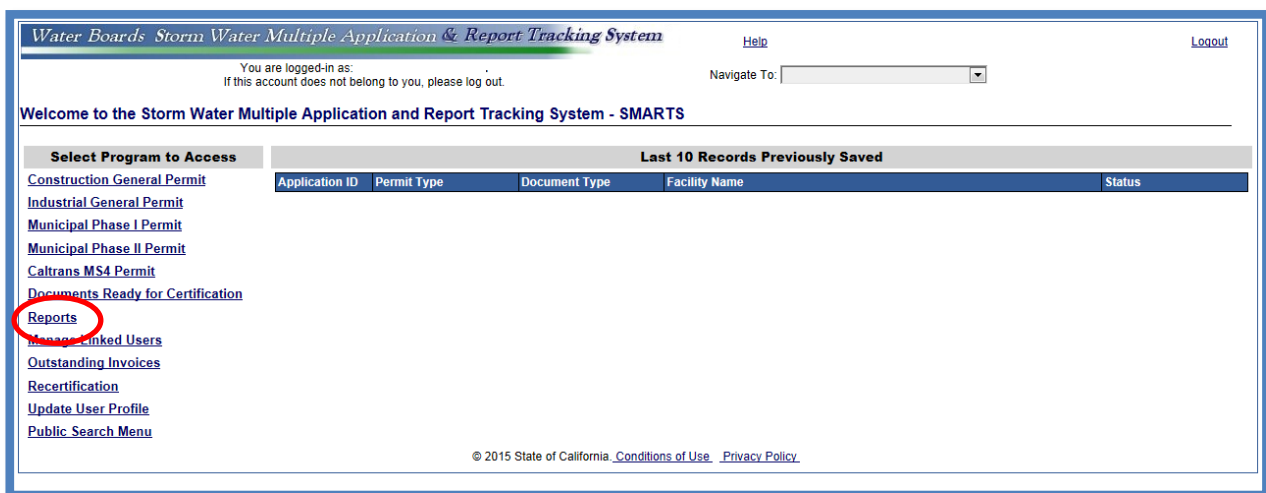 Water Boards Storm Water Multiple Application & Report Tracking System
Help
Logout
You are logged-in as: .
If this account does not belong to you, please log out.
Navigate To:
Welcome to the Storm Water Multiple Application and Report Tracking System - SMARTS
Select Program to Access
Last 10 Records Previously Saved
Construction General Permit
Application ID Permit Type Document Type Facility Name Status
Industrial General Permit
Municipal Phase I Permit
Municipal Phase II Permit
Caltrans MS4 Permit
Documents Ready for Certification
Reports
Manage Linked Users
Outstanding Invoices
Recertification
Update User Profile
Public Search Menu
© 2015 State of California. Conditions of Use Privacy Policy